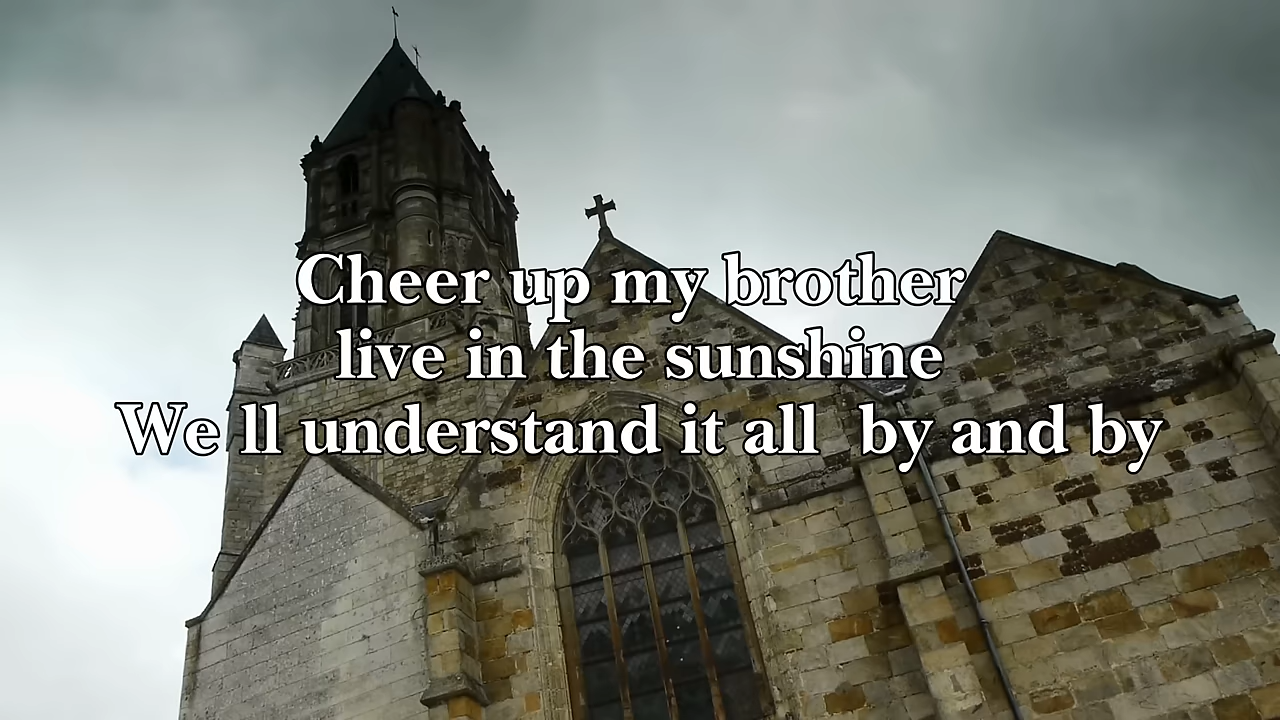 Cheer up my brother
live in the sunshine
We ll understand it all  by and by